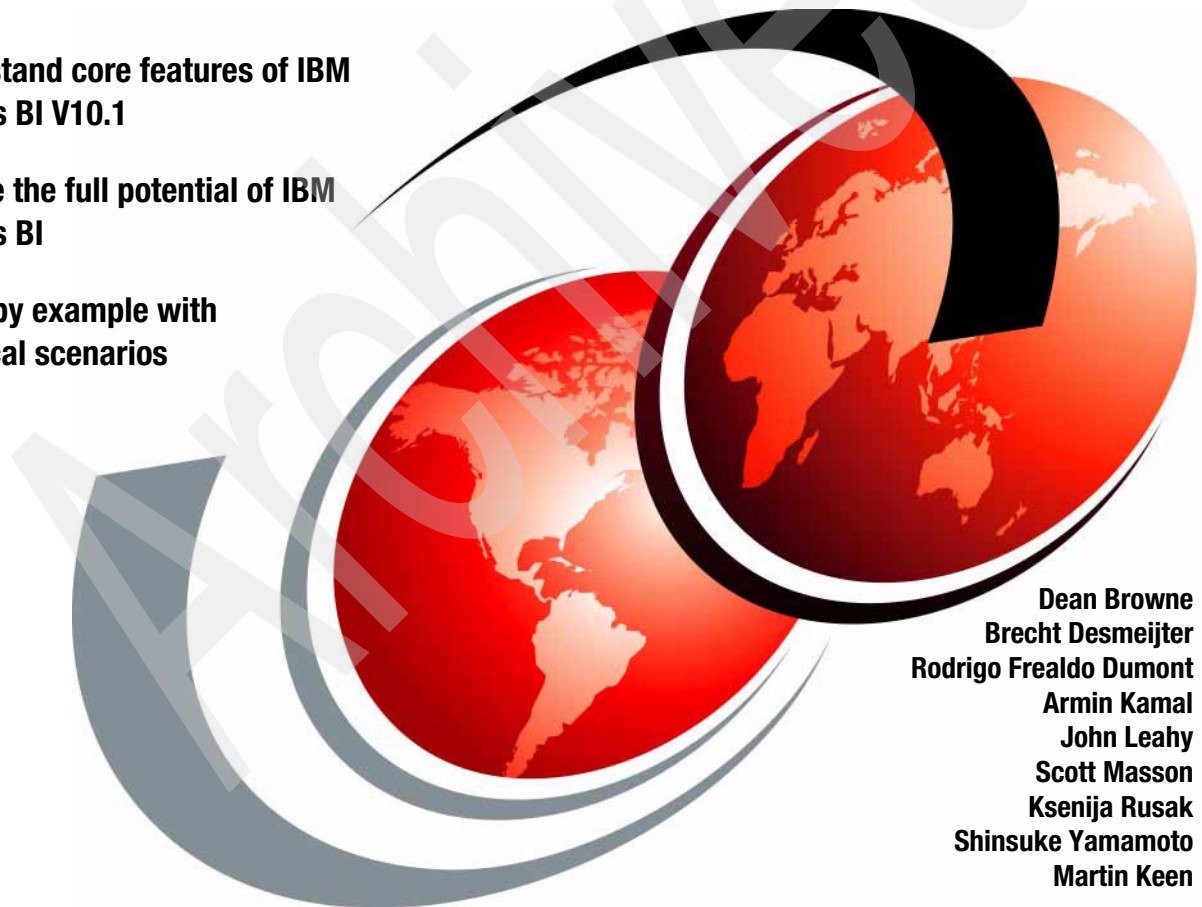 stand core features of IBM
s BI V10.1
e the full potential of IBM
s BI
by example with
cal scenarios
Dean Browne
Brecht Desmeijter
Rodrigo Frealdo Dumont
Armin Kamal
John Leahy
Scott Masson
Ksenija Rusak
Shinsuke Yamamoto
Martin Keen